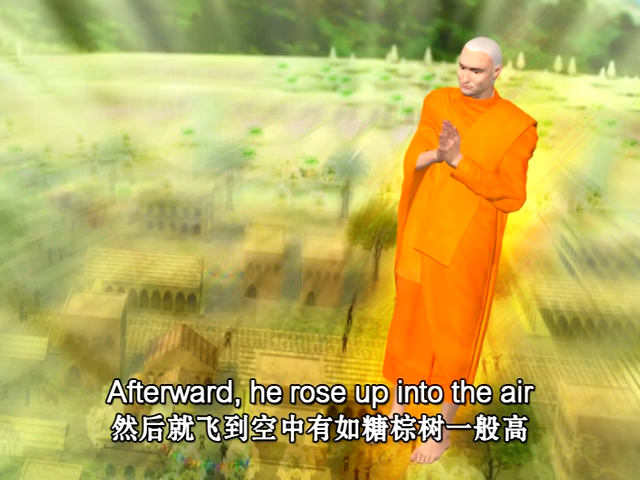 Afterward, he rose up into the air
然后就飞到空中有如糖棕树一般高